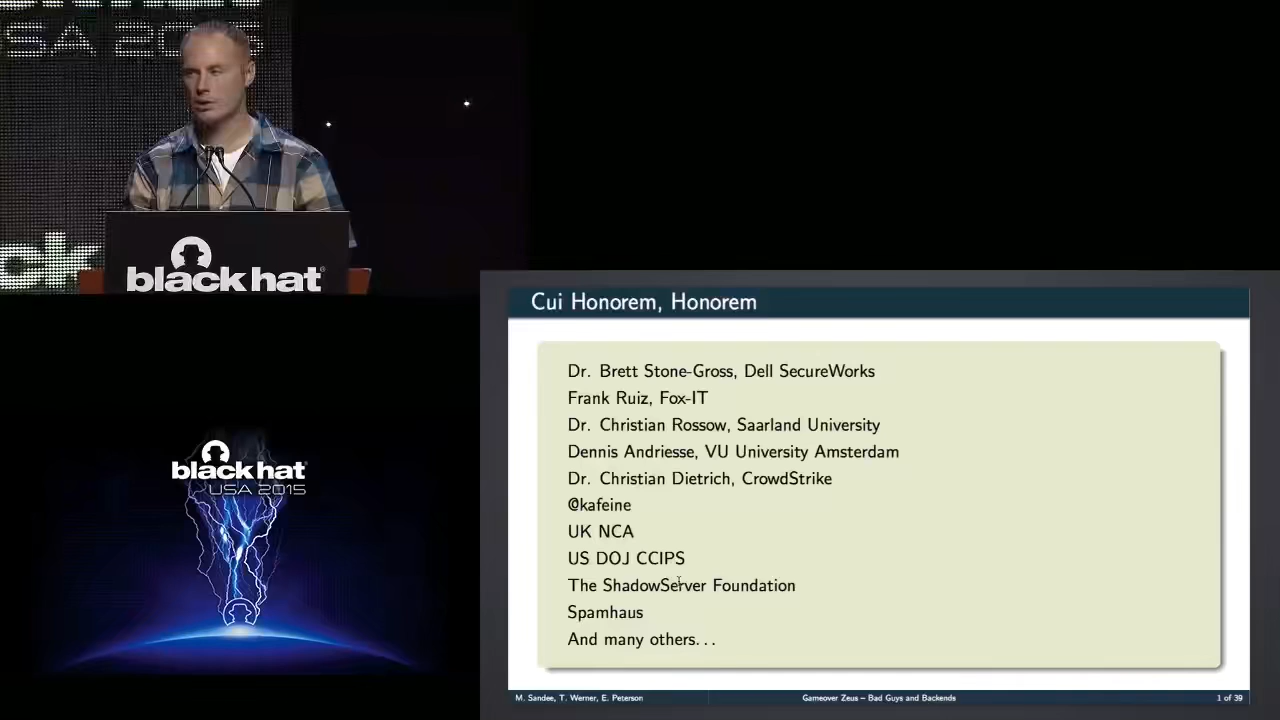 USA 2015
black hat
ck
Cui Honorem, Honorem
Dr. Brett Stone-Gross, Dell SecureWorks
Frank Ruiz, Fox-IT
Dr. Christian Rossow, Saarland University
Dennis Andriesse, VU University Amsterdam
Dr. Christian Dietrich, CrowdStrike
@kafeine
UK NCA
US DOJ CCIPS
The ShadowServer Foundation
Spamhaus
And many others...
M. Sandee, T. Werner, E. Peterson
Gameover Zeus – Bad Guys and Backends
1 of 39
black hat
USA 2015